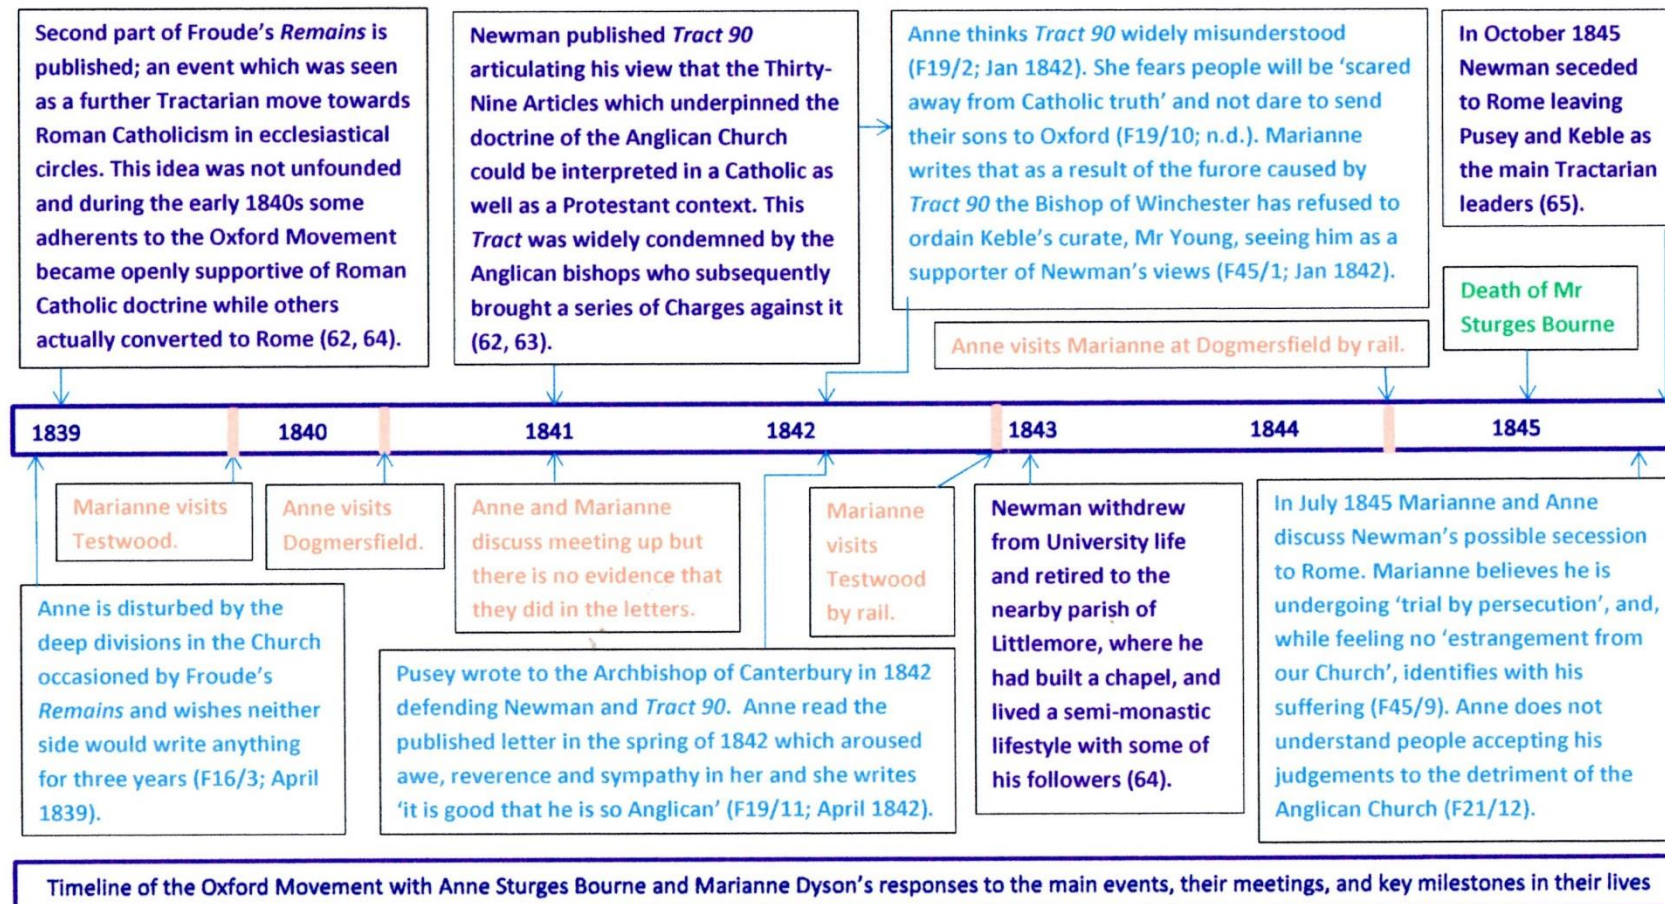 Second part of Froude's Remains is
published; an event which was seen
as a further Tractarian move towards
Roman Catholicism in ecclesiastical
circles. This idea was not unfounded
and during the early 1840s some
adherents to the Oxford Movement
became openly supportive of Roman
Catholic doctrine while others
actually converted to Rome (62, 64).
Newman published Tract 90
articulating his view that the Thirty-
Nine Articles which underpinned the
doctrine of the Anglican Church
could be interpreted in a Catholic as
well as a Protestant context. This
Tract was widely condemned by the
Anglican bishops who subsequently
brought a series of Charges against it
(62, 63).
Anne thinks Tract 90 widely misunderstood
(F19/2; Jan 1842). She fears people will be 'scared
away from Catholic truth' and not dare to send
their sons to Oxford (F19/10; n.d.). Marianne
writes that as a result of the furore caused by
Tract 90 the Bishop of Winchester has refused to
ordain Keble's curate, Mr Young, seeing him as a
supporter of Newman's views (F45/1; Jan 1842).
In October 1845
Newman seceded
to Rome leaving
Pusey and Keble as
the main Tractarian
leaders (65).
Anne visits Marianne at Dogmersfield by rail.
Death of Mr
Sturges Bourne
1839 1840 1841 1842 1843 1844 1845
Marianne visits
Testwood.
Anne visits
Dogmersfield.
Anne and Marianne
discuss meeting up but
there is no evidence that
they did in the letters.
Marianne
visits
Testwood
by rail.
Newman withdrew
from University life
and retired to the
nearby parish of
Littlemore, where he
had built a chapel, and
lived a semi-monastic
lifestyle with some of
his followers (64).
In July 1845 Marianne and Anne
discuss Newman's possible secession
to Rome. Marianne believes he is
undergoing 'trial by persecution', and,
while feeling no 'estrangement from
our Church', identifies with his
suffering (F45/9). Anne does not
understand people accepting his
judgements to the detriment of the
Anglican Church (F21/12).
Anne is disturbed by the
deep divisions in the Church
occasioned by Froude's
Remains and wishes neither
side would write anything
for three years (F16/3; April
1839).
Pusey wrote to the Archbishop of Canterbury in 1842
defending Newman and Tract 90. Anne read the
published letter in the spring of 1842 which aroused
awe, reverence and sympathy in her and she writes
'it is good that he is so Anglican' (F19/11; April 1842).
Timeline of the Oxford Movement with Anne Sturges Bourne and Marianne Dyson's responses to the main events, their meetings, and key milestones in their lives